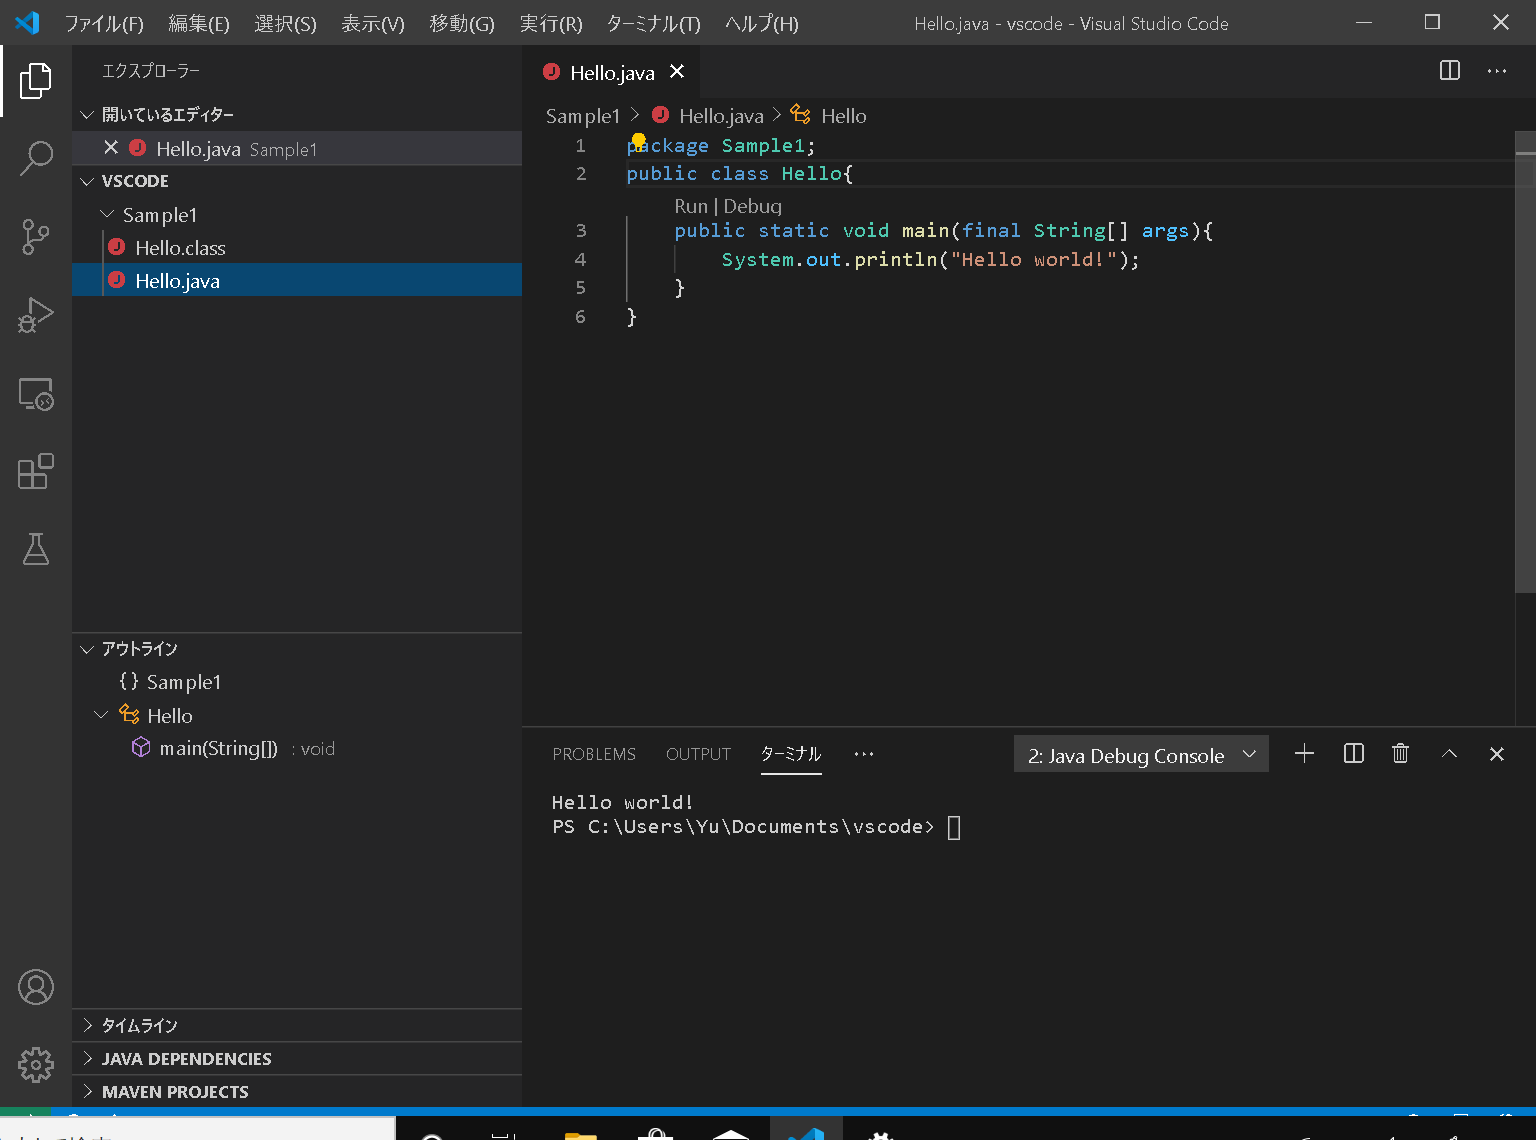 ファイル(F) 編集(E) 選択(S) 表示(V) 移動(G) 実行(R) ターミナル(T) ヘルプ(H) Hello.java - vscode - Visual Studio Code
エクスプローラー
開いているエディター
Hello.java Sample1
VSCODE
Sample1
Hello.class
Hello.java
アウトライン
{} Sample1
Hello
main(String[]) : void
タイムライン
JAVA DEPENDENCIES
MAVEN PROJECTS
Hello.java
Sample1 > Hello.java > Hello
1 package Sample1;
2 public class Hello{
Run | Debug
3 public static void main(final String[] args){
4 System.out.println("Hello world!");
5 }
6 }
PROBLEMS OUTPUT ターミナル ··· 2: Java Debug Console
Hello world!
PS C:\Users\Yu\Documents\vscode>